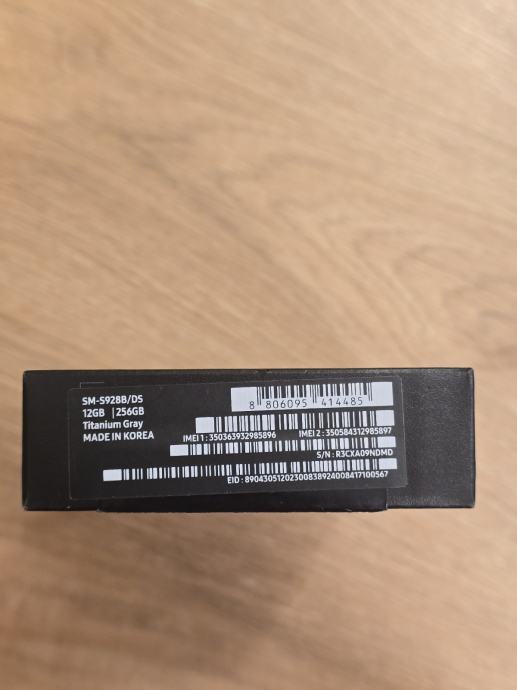 SM-S928B/DS
12GB | 256GB
Titanium Gray
MADE IN KOREA
8 806095 414485
IMEI 1 : 350363932985896
IMEI 2 : 350584312985897
S/N : R3CXA09NDMD
EID : 89043051202300838924008417100567